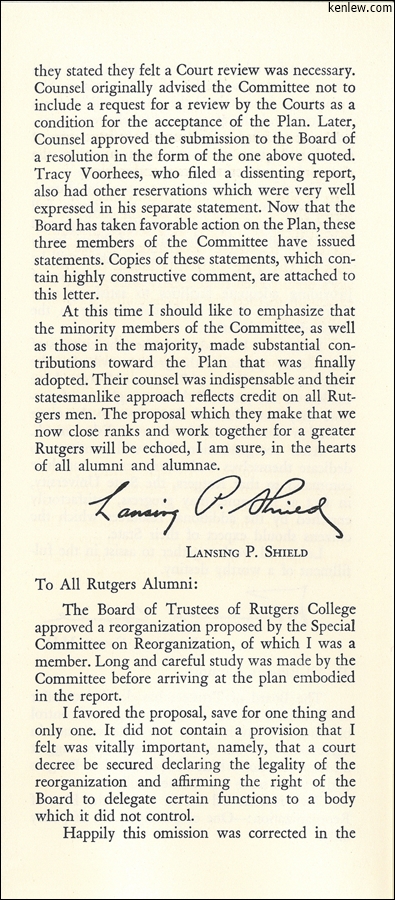 kenlew.com
they stated they felt a Court review was necessary.
Counsel originally advised the Committee not to
include a request for a review by the Courts as a
condition for the acceptance of the Plan. Later,
Counsel approved the submission to the Board of
a resolution in the form of the one above quoted.
Tracy Voorhees, who filed a dissenting report,
also had other reservations which were very well
expressed in his separate statement. Now that the
Board has taken favorable action on the Plan, these
three members of the Committee have issued
statements. Copies of these statements, which con-
tain highly constructive comment, are attached to
this letter.
At this time I should like to emphasize that
the minority members of the Committee, as well
as those in the majority, made substantial con-
tributions toward the Plan that was finally
adopted. Their counsel was indispensable and their
statesmanlike approach reflects credit on all Rut-
gers men. The proposal which they make that we
now close ranks and work together for a greater
Rutgers will be echoed, I am sure, in the hearts
of all alumni and alumnae.
Lansing P. Shield
LANSING P. SHIELD
To All Rutgers Alumni:
The Board of Trustees of Rutgers College
approved a reorganization proposed by the Special
Committee on Reorganization, of which I was a
member. Long and careful study was made by the
Committee before arriving at the plan embodied
in the report.
I favored the proposal, save for one thing and
only one. It did not contain a provision that I
felt was vitally important, namely, that a court
decree be secured declaring the legality of the
reorganization and affirming the right of the
Board to delegate certain functions to a body
which it did not control.
Happily this omission was corrected in the